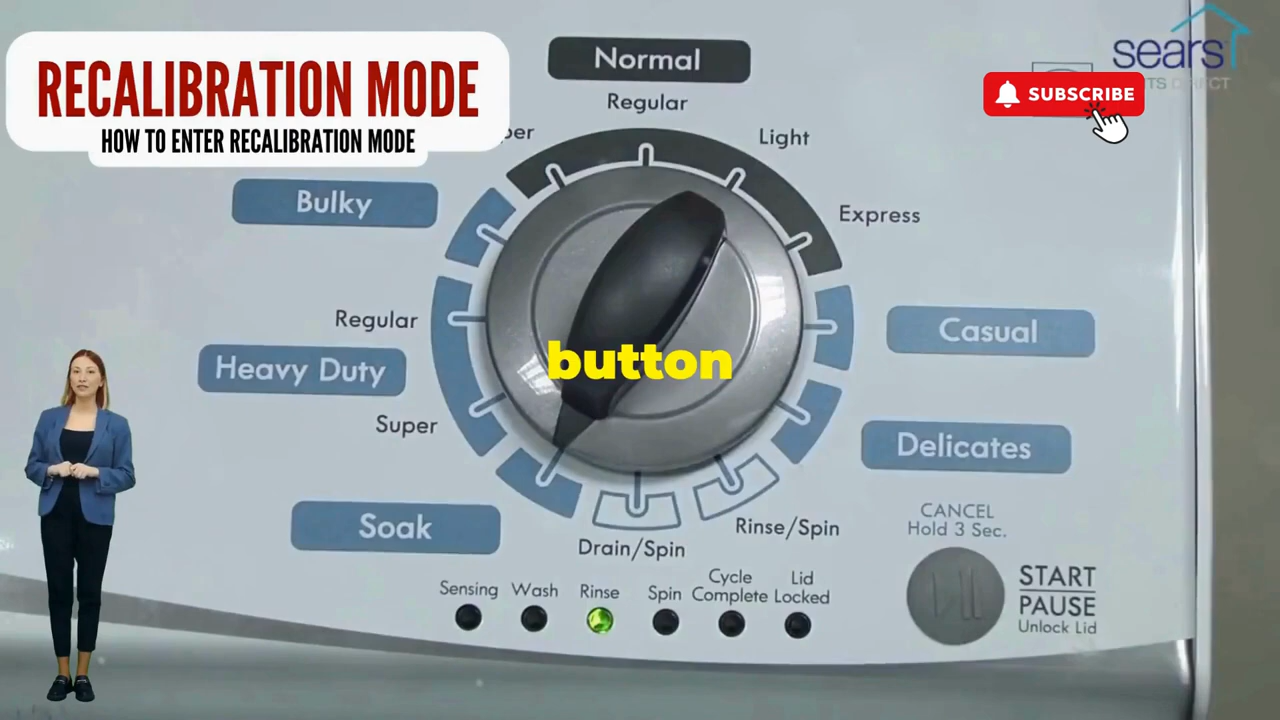 sears
RECALIBRATION MODE
HOW TO ENTER RECALIBRATION MODE
SUBSCRIBE
Normal
Regular
Light
Express
Bulky
Regular
Heavy Duty
Super
Soak
Casual
Delicates
button
Drain/Spin
Rinse/Spin
CANCEL
Hold 3 Sec.
START
PAUSE
Unlock Lid
Sensing
Wash
Rinse
Spin
Cycle
Complete
Lid
Locked